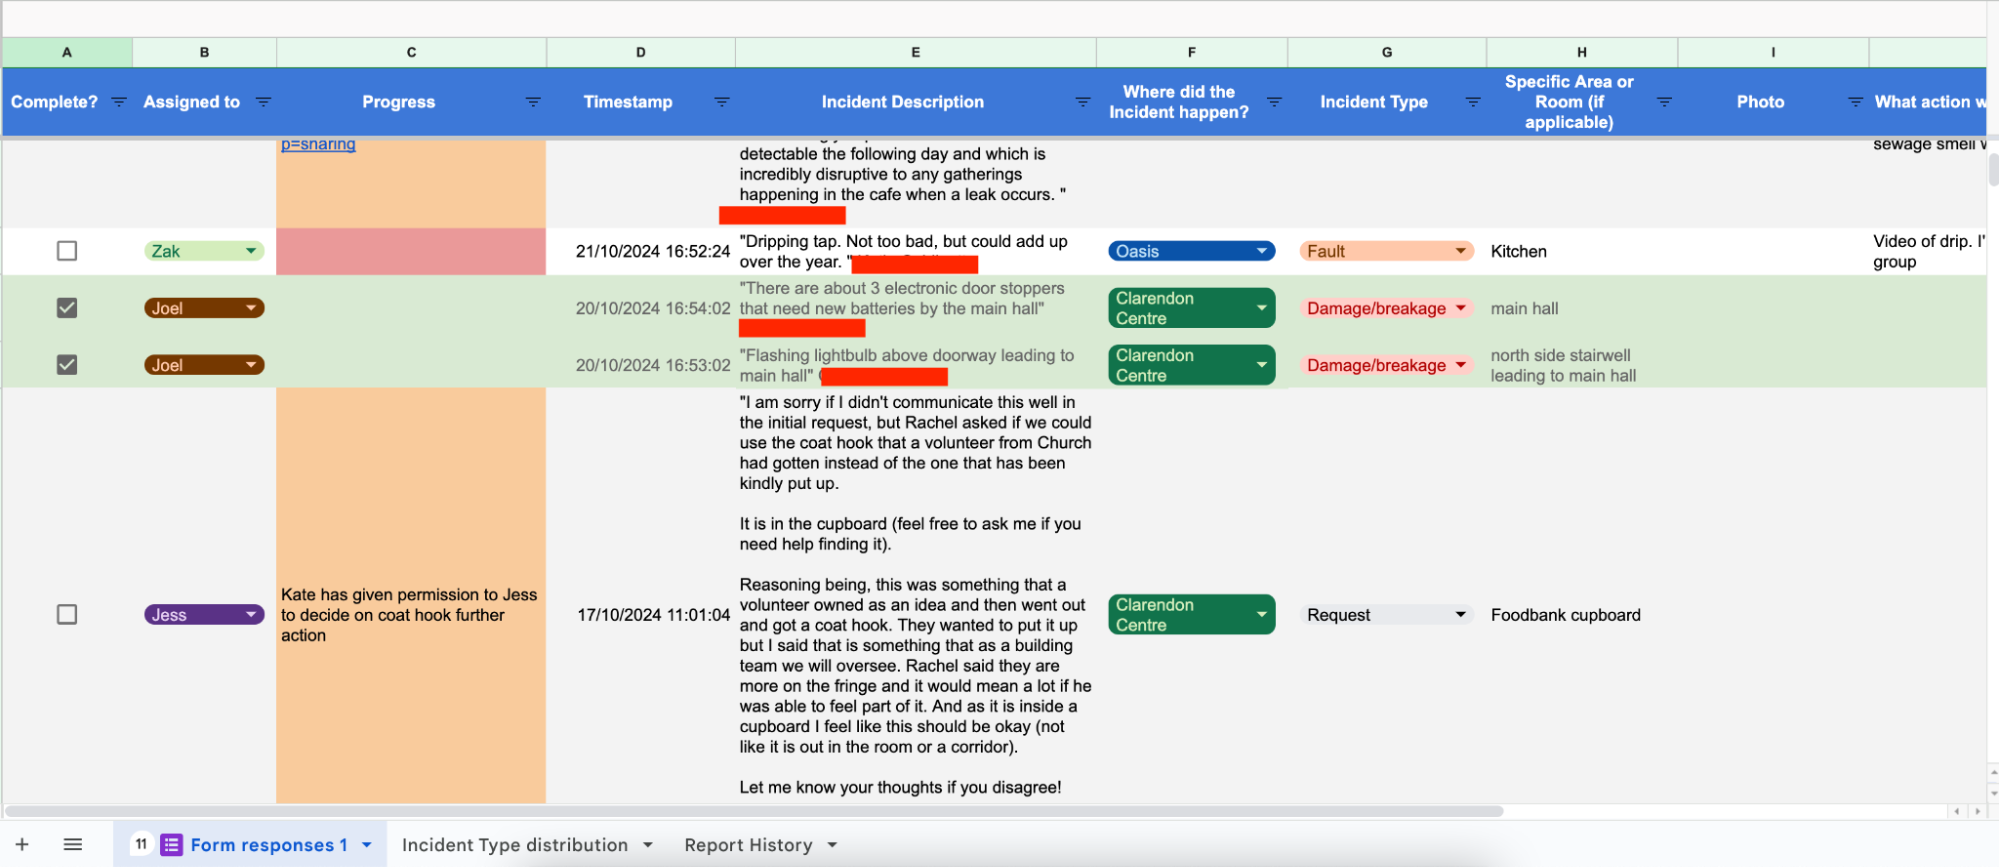 A B C D E F G H I
Complete? Assigned to Progress Timestamp Incident Description Where did the Incident happen? Incident Type Specific Area or Room (if applicable) Photo What action w
p=sharing
detectable the following day and which is
incredibly disruptive to any gatherings
happening in the cafe when a leak occurs. "
sewage smell w
Zak
21/10/2024 16:52:24
"Dripping tap. Not too bad, but could add up
over the year. "
Oasis
Fault
Kitchen
Video of drip. I'
group
Joel
20/10/2024 16:54:02
"There are about 3 electronic door stoppers
that need new batteries by the main hall"
Clarendon
Centre
Damage/breakage
main hall
Joel
20/10/2024 16:53:02
"Flashing lightbulb above doorway leading to
main hall"
Clarendon
Centre
Damage/breakage
north side stairwell
leading to main hall
Jess
Kate has given permission to Jess
to decide on coat hook further
action
17/10/2024 11:01:04
"I am sorry if I didn't communicate this well in
the initial request, but Rachel asked if we could
use the coat hook that a volunteer from Church
had gotten instead of the one that has been
kindly put up.
It is in the cupboard (feel free to ask me if you
need help finding it).
Reasoning being, this was something that a
volunteer owned as an idea and then went out
and got a coat hook. They wanted to put it up
but I said that is something that as a building
team we will oversee. Rachel said they are
more on the fringe and it would mean a lot if he
was able to feel part of it. And as it is inside a
cupboard I feel like this should be okay (not
like it is out in the room or a corridor).
Let me know your thoughts if you disagree!
Clarendon
Centre
Request
Foodbank cupboard
11 Form responses 1 Incident Type distribution Report History